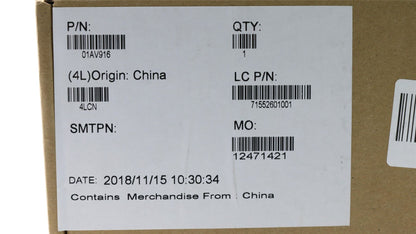 P/N: QTY:
01AV916 1
(4L)Origin: China LC P/N:
4LCN 71552601001
SMTPN: MO:
12471421
DATE: 2018/11/15 10:30:34
Contains Merchandise From : China